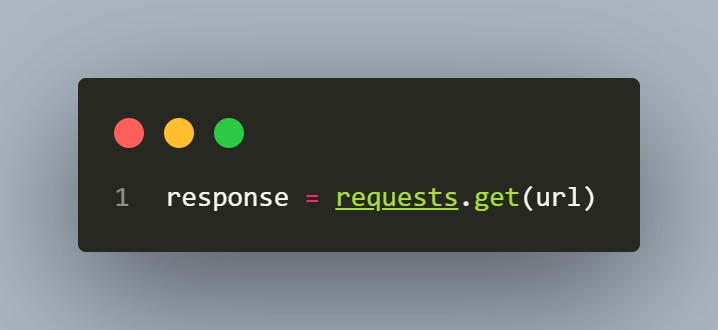 1 response = requests.get(url)